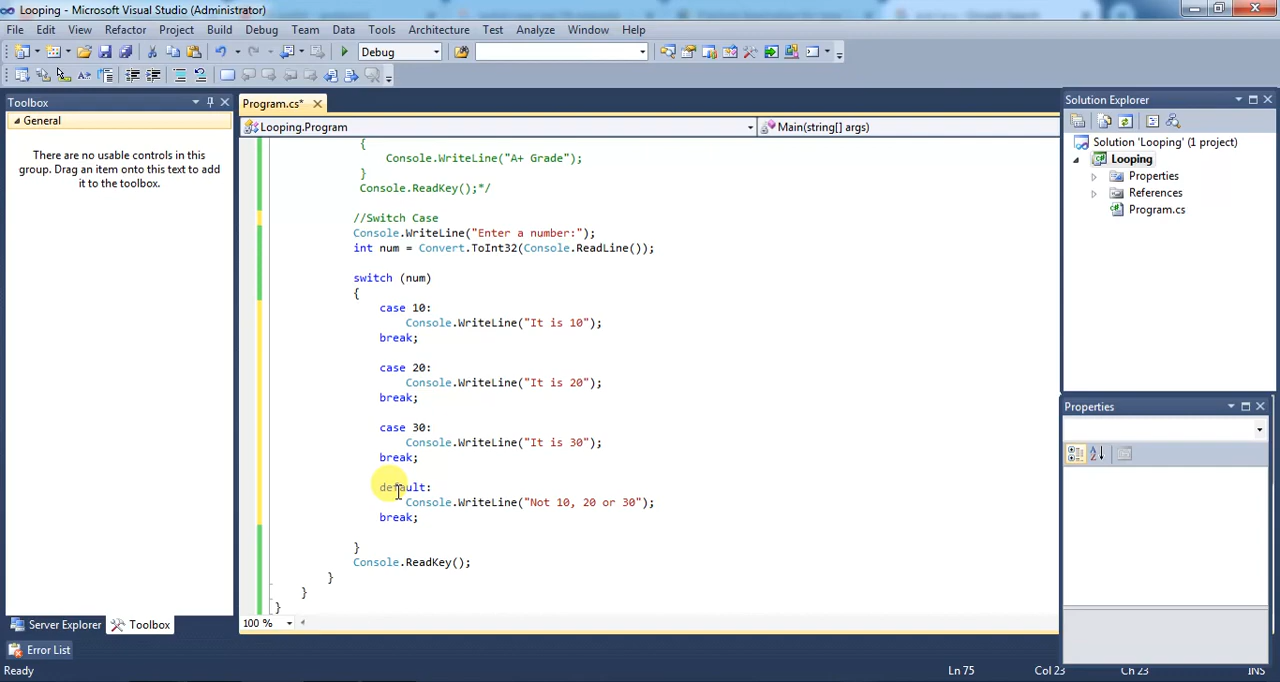 Looping - Microsoft Visual Studio (Administrator)
File Edit View Refactor Project Build Debug Team Data Tools Architecture Test Analyze Window Help
Debug
Toolbox
General
There are no usable controls in this
group. Drag an item onto this text to add
it to the toolbox.
Server Explorer Toolbox
Error List
Program.cs*
Looping.Program Main(string[] args)
{
Console.WriteLine("A+ Grade");
}
Console.ReadKey();*/
//Switch Case
Console.WriteLine("Enter a number:");
int num = Convert.ToInt32(Console.ReadLine());
switch (num)
{
case 10:
Console.WriteLine("It is 10");
break;
case 20:
Console.WriteLine("It is 20");
break;
case 30:
Console.WriteLine("It is 30");
break;
default:
Console.WriteLine("Not 10, 20 or 30");
break;
}
Console.ReadKey();
}
}
}
100 %
Solution Explorer
Solution 'Looping' (1 project)
Looping
Properties
References
Program.cs
Properties
Ready Ln 75 Col 23 Ch 23 INS